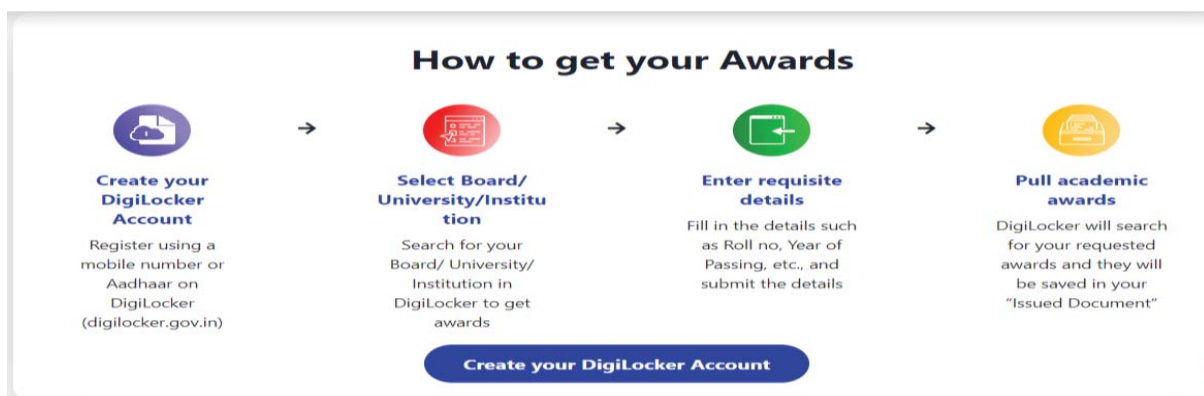 How to get your Awards
Create your
DigiLocker
Account
Register using a
mobile number or
Aadhaar on
DigiLocker
(digilocker.gov.in)
Select Board/
University/Institu
tion
Search for your
Board/ University/
Institution in
DigiLocker to get
awards
Enter requisite
details
Fill in the details such
as Roll no, Year of
Passing, etc., and
submit the details
Pull academic
awards
DigiLocker will search
for your requested
awards and they will
be saved in your
“Issued Document”
Create your DigiLocker Account